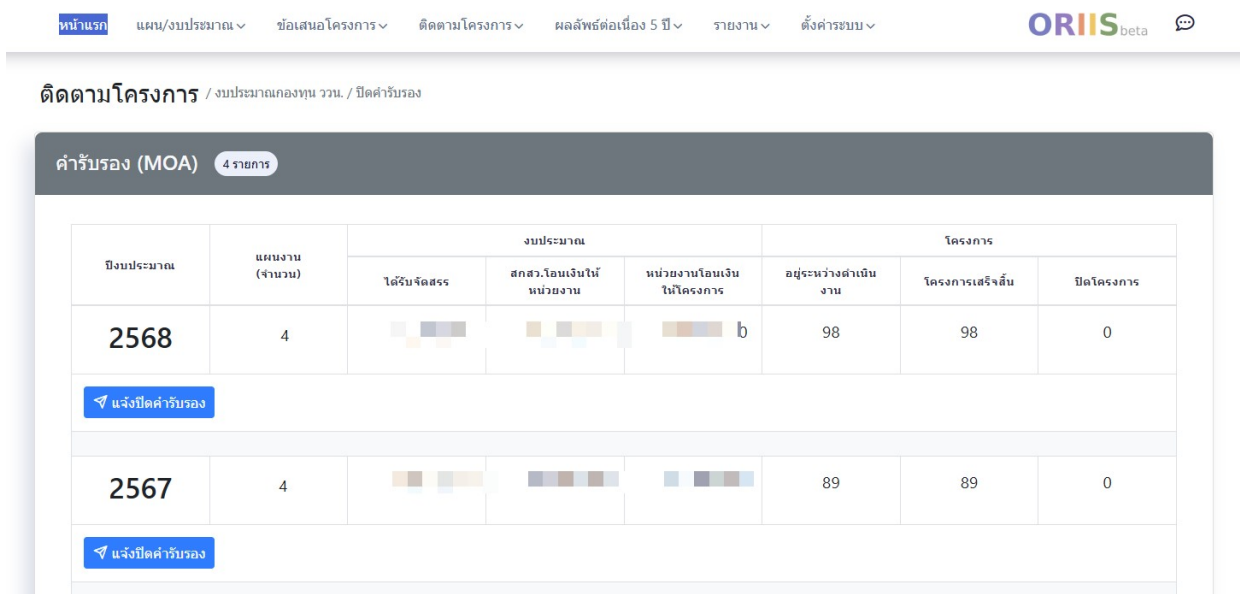 หน้าแรก แผน/งบประมาณ ข้อเสนอโครงการ ติดตามโครงการ ผลลัพธ์ต่อเนื่อง 5 ปี รายงาน ตั้งค่าระบบ ORIIS beta
ติดตามโครงการ / งบประมาณกองทุน ววน. / ปิดคำรับรอง
คำรับรอง (MOA) 4 รายการ
งบประมาณ โครงการ
ปีงบประมาณ แผนงาน (จำนวน) ได้รับจัดสรร สกสว.โอนเงินให้หน่วยงาน หน่วยงานโอนเงินให้โครงการ อยู่ระหว่างดำเนินงาน โครงการเสร็จสิ้น ปิดโครงการ
2568 4 98 98 0
แจ้งปิดคำรับรอง
2567 4 89 89 0
แจ้งปิดคำรับรอง